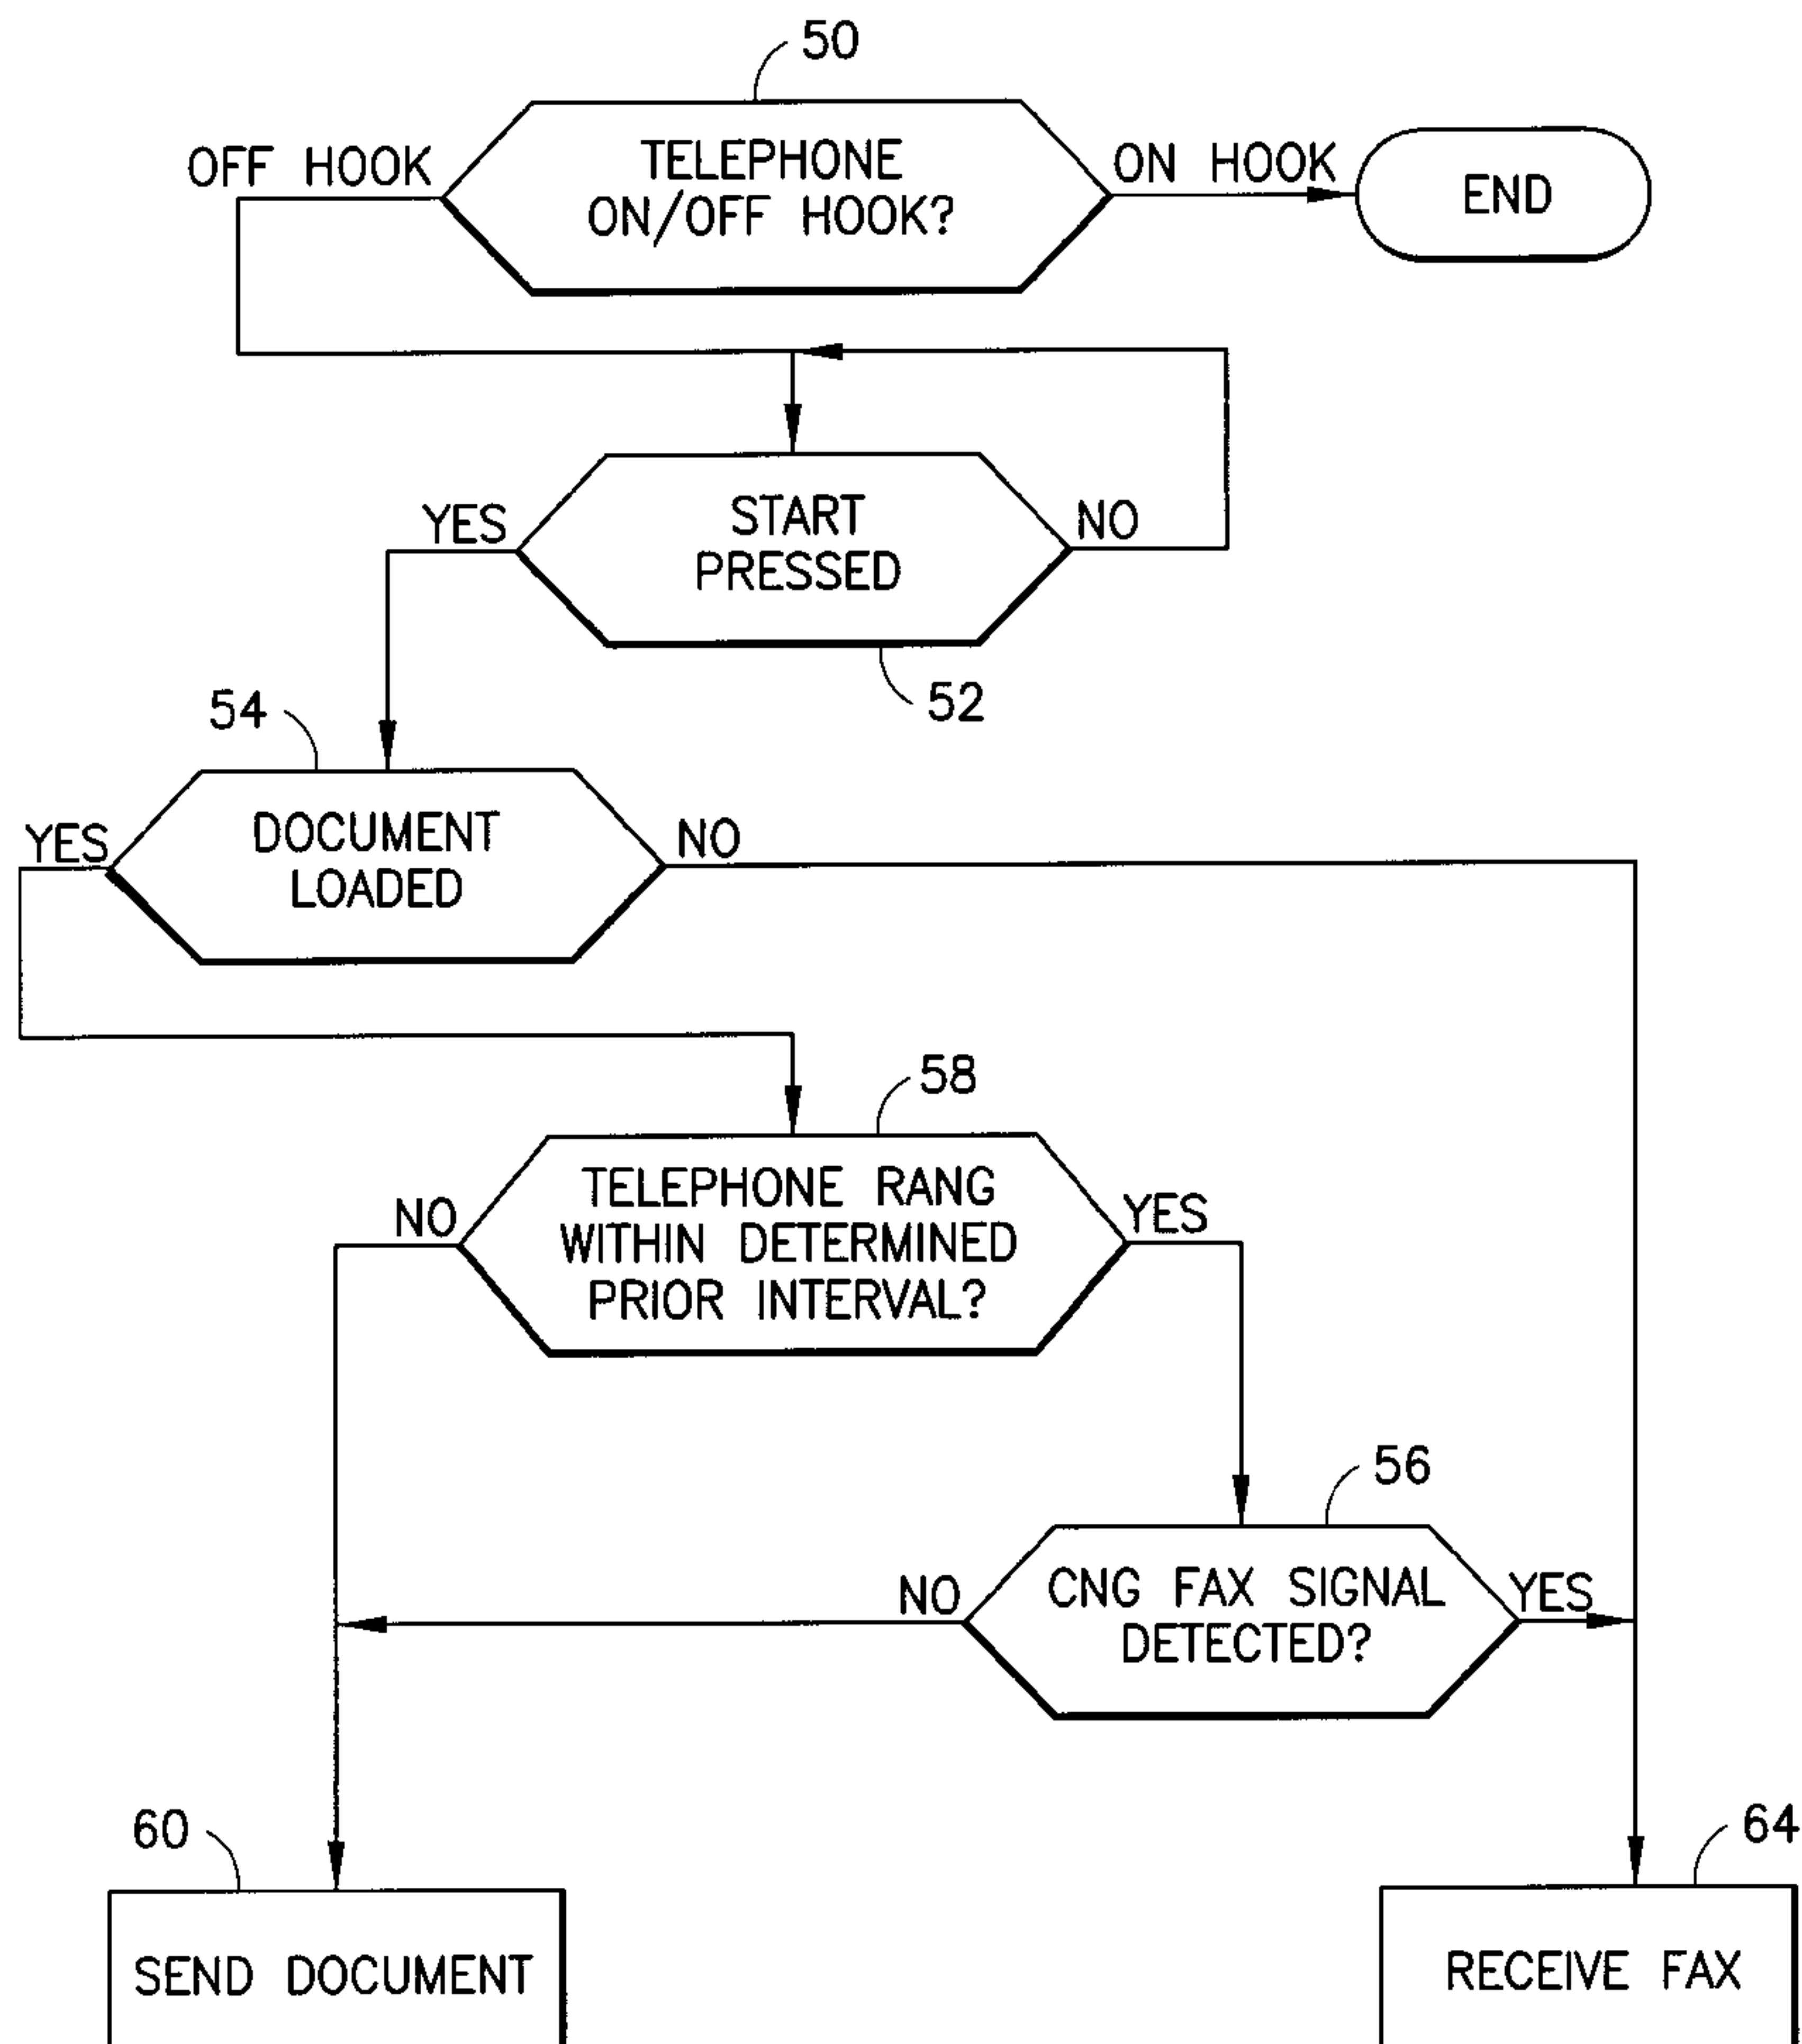 50
OFF HOOK
TELEPHONE
ON/OFF HOOK?
ON HOOK
END
YES
START
PRESSED
NO
52
54
YES
DOCUMENT
LOADED
NO
58
NO
TELEPHONE RANG
WITHIN DETERMINED
PRIOR INTERVAL?
YES
56
NO
CNG FAX SIGNAL
DETECTED?
YES
60
64
SEND DOCUMENT
RECEIVE FAX